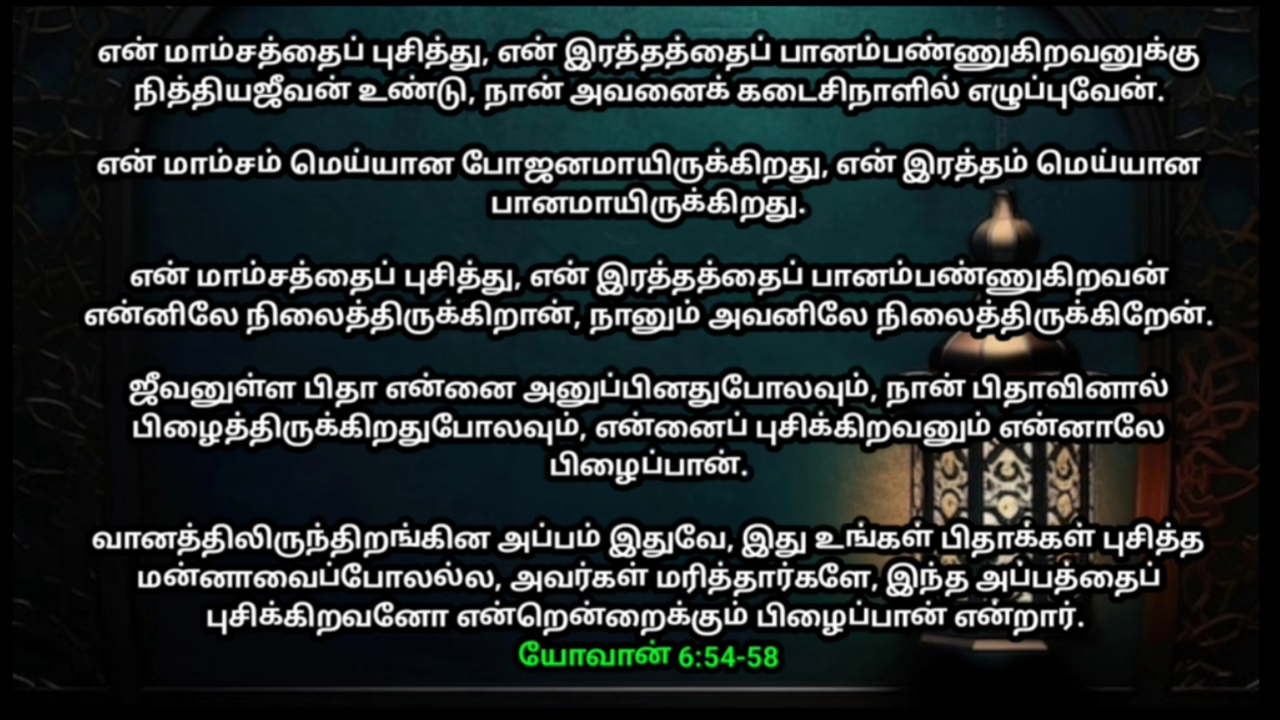 என் மாம்சத்தைப் புசித்து, என் இரத்தத்தைப் பானம்பண்ணுகிறவனுக்கு
நித்தியஜீவன் உண்டு, நான் அவனைக் கடைசிநாளில் எழுப்புவேன்.
என் மாம்சம் மெய்யான போஜனமாயிருக்கிறது, என் இரத்தம் மெய்யான
பானமாயிருக்கிறது.
என் மாம்சத்தைப் புசித்து, என் இரத்தத்தைப் பானம்பண்ணுகிறவன்
என்னிலே நிலைத்திருக்கிறான், நானும் அவனிலே நிலைத்திருக்கிறேன்.
ஜீவனுள்ள பிதா என்னை அனுப்பினதுபோலவும், நான் பிதாவினால்
பிழைத்திருக்கிறதுபோலவும், என்னைப் புசிக்கிறவனும் என்னாலே
பிழைப்பான்.
வானத்திலிருந்திறங்கின அப்பம் இதுவே, இது உங்கள் பிதாக்கள் புசித்த
மன்னாவைப்போலல்ல, அவர்கள் மரித்தார்களே, இந்த அப்பத்தைப்
புசிக்கிறவனோ என்றென்றைக்கும் பிழைப்பான் என்றார்.
யோவான் 6:54-58